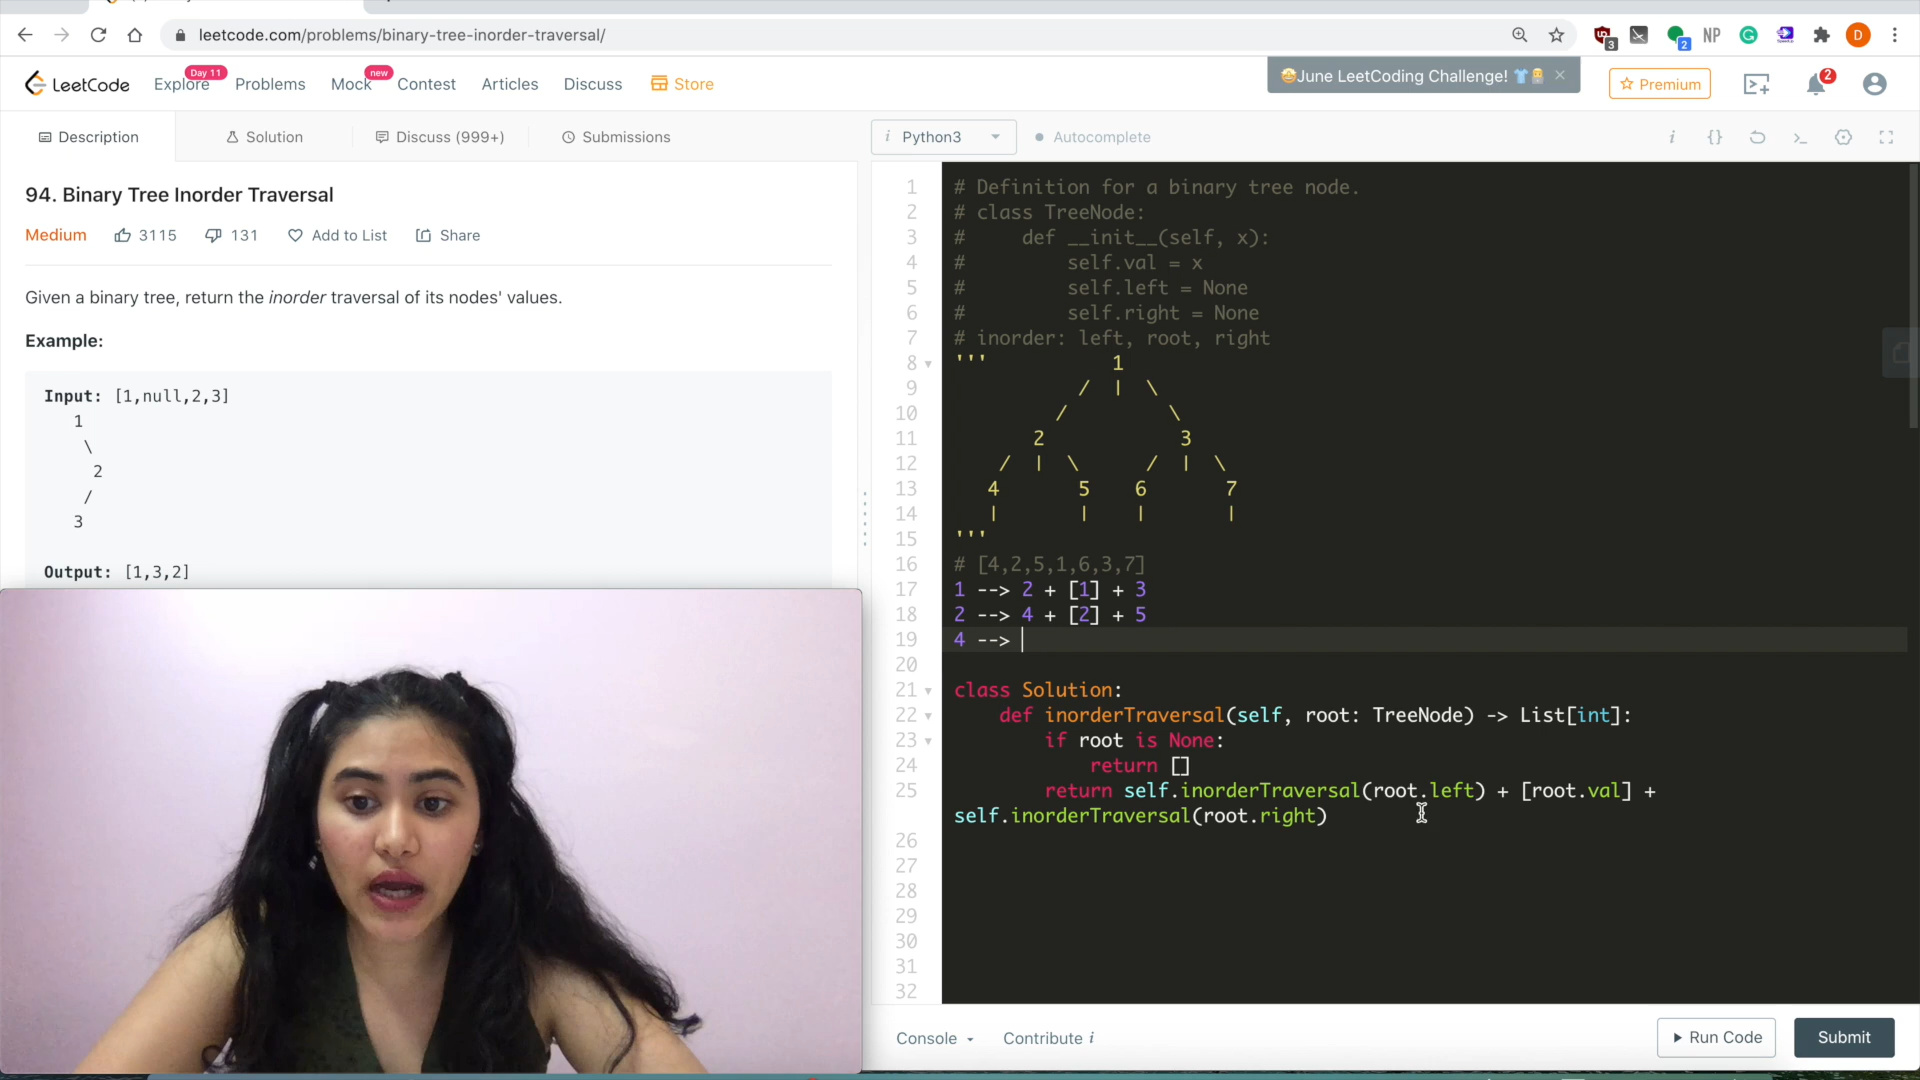 leetcode.com/problems/binary-tree-inorder-traversal/
3
2
NP
D
LeetCode
Explore
Day 11
Problems
Mock
new
Contest
Articles
Discuss
Store
🤩June LeetCoding Challenge! 👕
Premium
2
Description
Solution
Discuss (999+)
Submissions
i Python3
Autocomplete
i {} >_
94. Binary Tree Inorder Traversal
Medium
3115
131
Add to List
Share
Given a binary tree, return the inorder traversal of its nodes' values.
Example:
Input: [1,null,2,3]
1
\
2
/
3
Output: [1,3,2]
1 # Definition for a binary tree node.
2 # class TreeNode:
3 #     def __init__(self, x):
4 #         self.val = x
5 #         self.left = None
6 #         self.right = None
7 # inorder: left, root, right
8 '''           1
9            / | \
10         /         \
11       2            3
12    / | \      / | \
13   4       5    6       7
14   |       |    |       |
15 '''
16 # [4,2,5,1,6,3,7]
17 1 --> 2 + [1] + 3
18 2 --> 4 + [2] + 5
19 4 -->
20
21 class Solution:
22     def inorderTraversal(self, root: TreeNode) -> List[int]:
23         if root is None:
24             return []
25         return self.inorderTraversal(root.left) + [root.val] +
self.inorderTraversal(root.right)
26
27
28
29
30
31
32
Console
Contribute i
Run Code
Submit